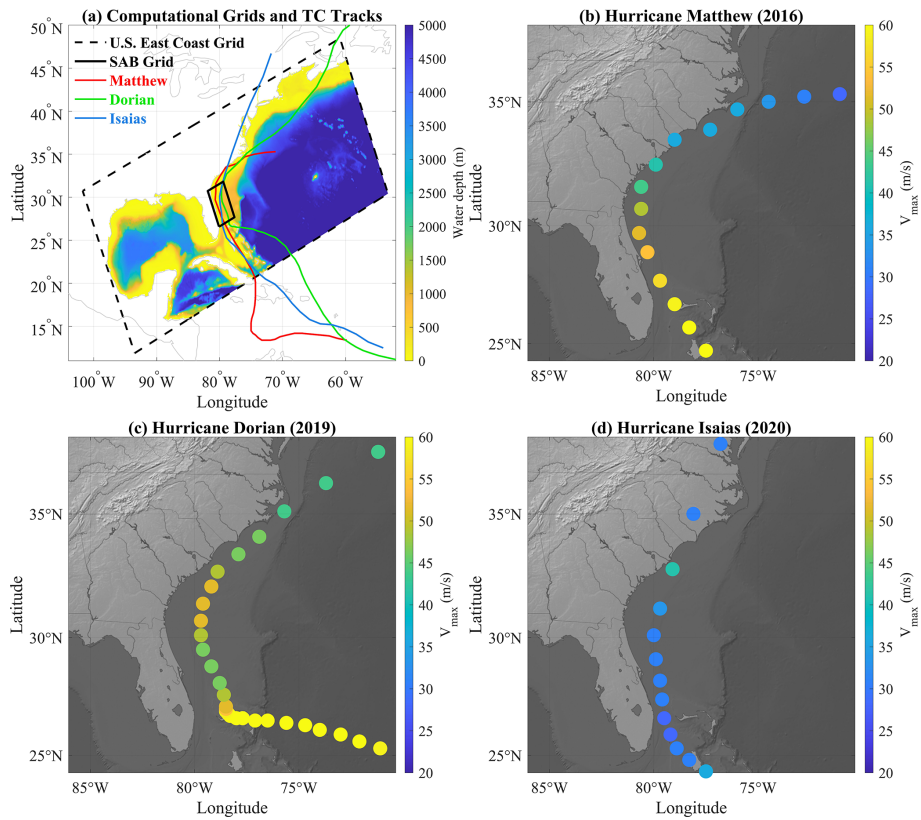 (a) Computational Grids and TC Tracks
50° N
45° N
40° N
35° N
30° N
25° N
20° N
15° N
Latitude
U.S. East Coast Grid
SAB Grid
Matthew
Dorian
Isaias
100° W
90° W
80° W
70° W
60° W
Longitude
5000
4500
4000
3500
3000
2500
2000
1500
1000
500
0
Water depth (m)
(b) Hurricane Matthew (2016)
35°N
30°N
25°N
Latitude
85°W
80°W
75°W
Longitude
60
55
50
45
40
35
30
25
20
Vmax (m/s)
(c) Hurricane Dorian (2019)
35°N
30°N
25°N
Latitude
85°W
80°W
75°W
Longitude
60
55
50
45
40
35
30
25
20
Vmax (m/s)
(d) Hurricane Isaias (2020)
35°N
30°N
25°N
Latitude
85°W
80°W
75°W
Longitude
60
55
50
45
40
35
30
25
20
Vmax (m/s)